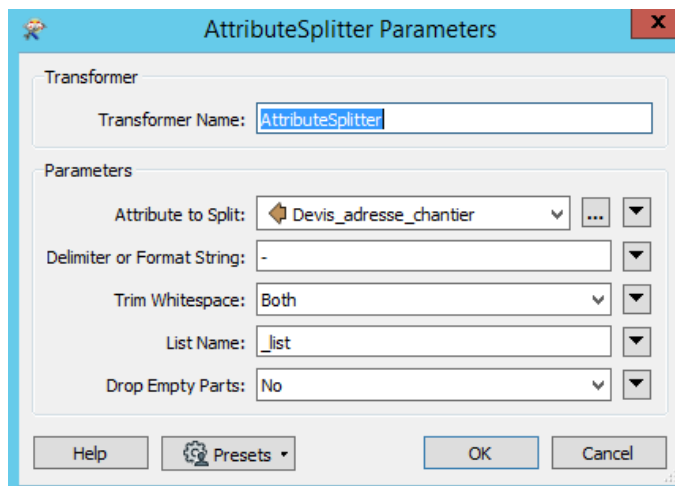 AttributeSplitter Parameters
x
Transformer
Transformer Name: AttributeSplitter
Parameters
Attribute to Split: Devis_adresse_chantier ...
Delimiter or Format String: -
Trim Whitespace: Both
List Name: _list
Drop Empty Parts: No
Help Presets OK Cancel